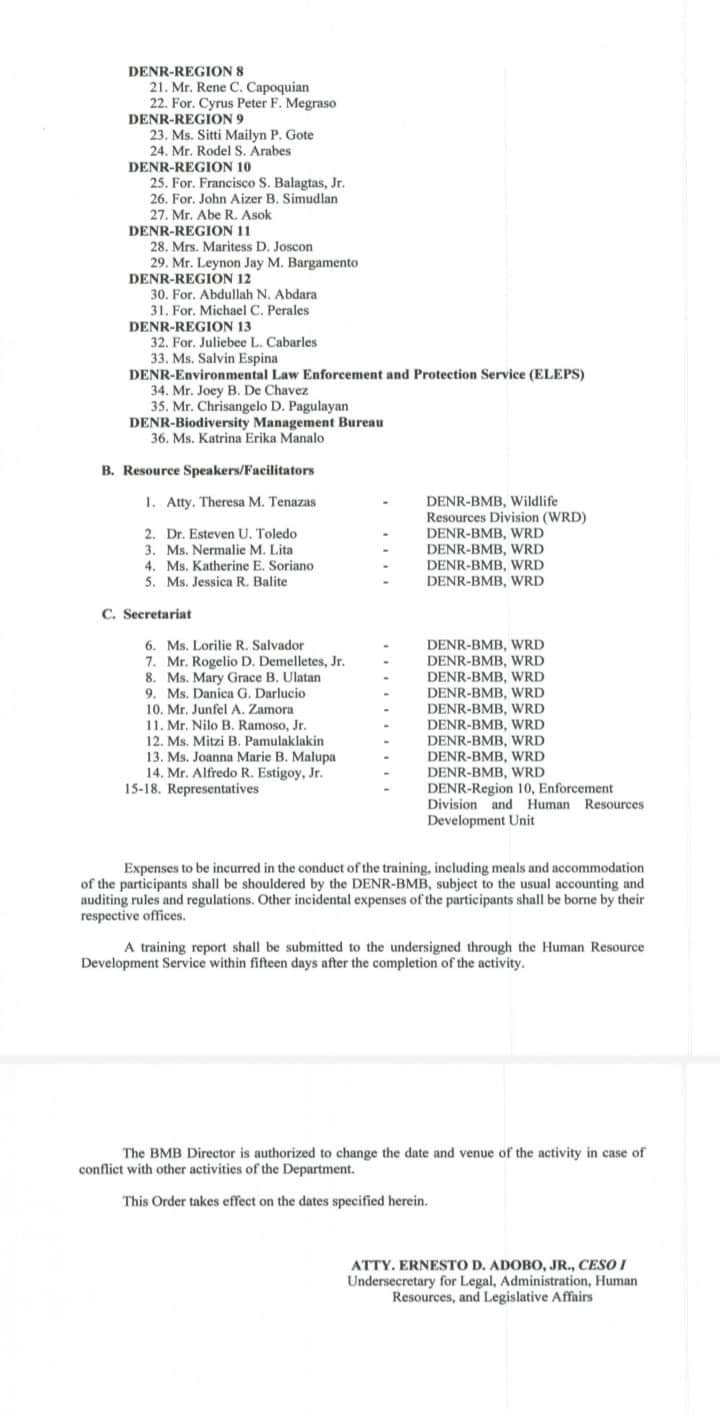 DENR-REGION 8
21. Mr. Rene C. Capoquian
22. For. Cyrus Peter F. Megraso
DENR-REGION 9
23. Ms. Sitti Mailyn P. Gote
24. Mr. Rodel S. Arabes
DENR-REGION 10
25. For. Francisco S. Balagtas, Jr.
26. For. John Aizer B. Simudlan
27. Mr. Abe R. Asok
DENR-REGION 11
28. Mrs. Maritess D. Joscon
29. Mr. Leynon Jay M. Bargamento
DENR-REGION 12
30. For. Abdullah N. Abdara
31. For. Michael C. Perales
DENR-REGION 13
32. For. Juliebee L. Cabarles
33. Ms. Salvin Espina
DENR-Environmental Law Enforcement and Protection Service (ELEPS)
34. Mr. Joey B. De Chavez
35. Mr. Chrisangelo D. Pagulayan
DENR-Biodiversity Management Bureau
36. Ms. Katrina Erika Manalo
B. Resource Speakers/Facilitators
1. Atty. Theresa M. Tenazas - DENR-BMB, Wildlife
Resources Division (WRD)
2. Dr. Esteven U. Toledo - DENR-BMB, WRD
3. Ms. Nermalie M. Lita - DENR-BMB, WRD
4. Ms. Katherine E. Soriano - DENR-BMB, WRD
5. Ms. Jessica R. Balite - DENR-BMB, WRD
C. Secretariat
6. Ms. Lorilie R. Salvador - DENR-BMB, WRD
7. Mr. Rogelio D. Demelletes, Jr. - DENR-BMB, WRD
8. Ms. Mary Grace B. Ulatan - DENR-BMB, WRD
9. Ms. Danica G. Darlucio - DENR-BMB, WRD
10. Mr. Junfel A. Zamora - DENR-BMB, WRD
11. Mr. Nilo B. Ramoso, Jr. - DENR-BMB, WRD
12. Ms. Mitzi B. Pamulaklakin - DENR-BMB, WRD
13. Ms. Joanna Marie B. Malupa - DENR-BMB, WRD
14. Mr. Alfredo R. Estigoy, Jr. - DENR-BMB, WRD
15-18. Representatives - DENR-Region 10, Enforcement
Division and Human Resources
Development Unit
Expenses to be incurred in the conduct of the training, including meals and accommodation
of the participants shall be shouldered by the DENR-BMB, subject to the usual accounting and
auditing rules and regulations. Other incidental expenses of the participants shall be borne by their
respective offices.
A training report shall be submitted to the undersigned through the Human Resource
Development Service within fifteen days after the completion of the activity.
The BMB Director is authorized to change the date and venue of the activity in case of
conflict with other activities of the Department.
This Order takes effect on the dates specified herein.
ATTY. ERNESTO D. ADOBO, JR., CESO I
Undersecretary for Legal, Administration, Human
Resources, and Legislative Affairs